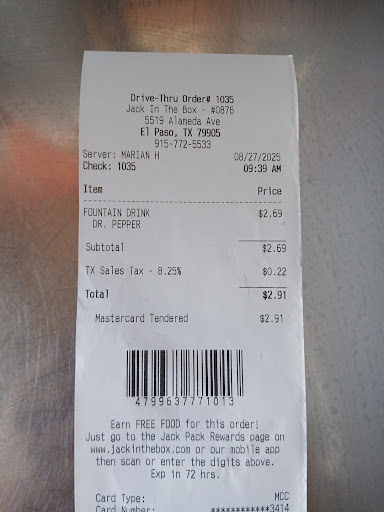 Drive-Thru Order# 1035
Jack In The Box - #0876
5519 Alameda Ave
El Paso, TX 79905
915-772-5533
Server: MARIAN H 08/27/2025
Check: 1035 09:39 AM
Item Price
FOUNTAIN DRINK $2.69
DR. PEPPER
Subtotal $2.69
TX Sales Tax - 8.25% $0.22
Total $2.91
Mastercard Tendered $2.91
4799637771013
Earn FREE FOOD for this order!
Just go to the Jack Pack Rewards page on
www.jackinthebox.com or our mobile app
then scan or enter the digits above.
Exp in 72 hrs.
Card Type: MCC
Card Number: ************3414